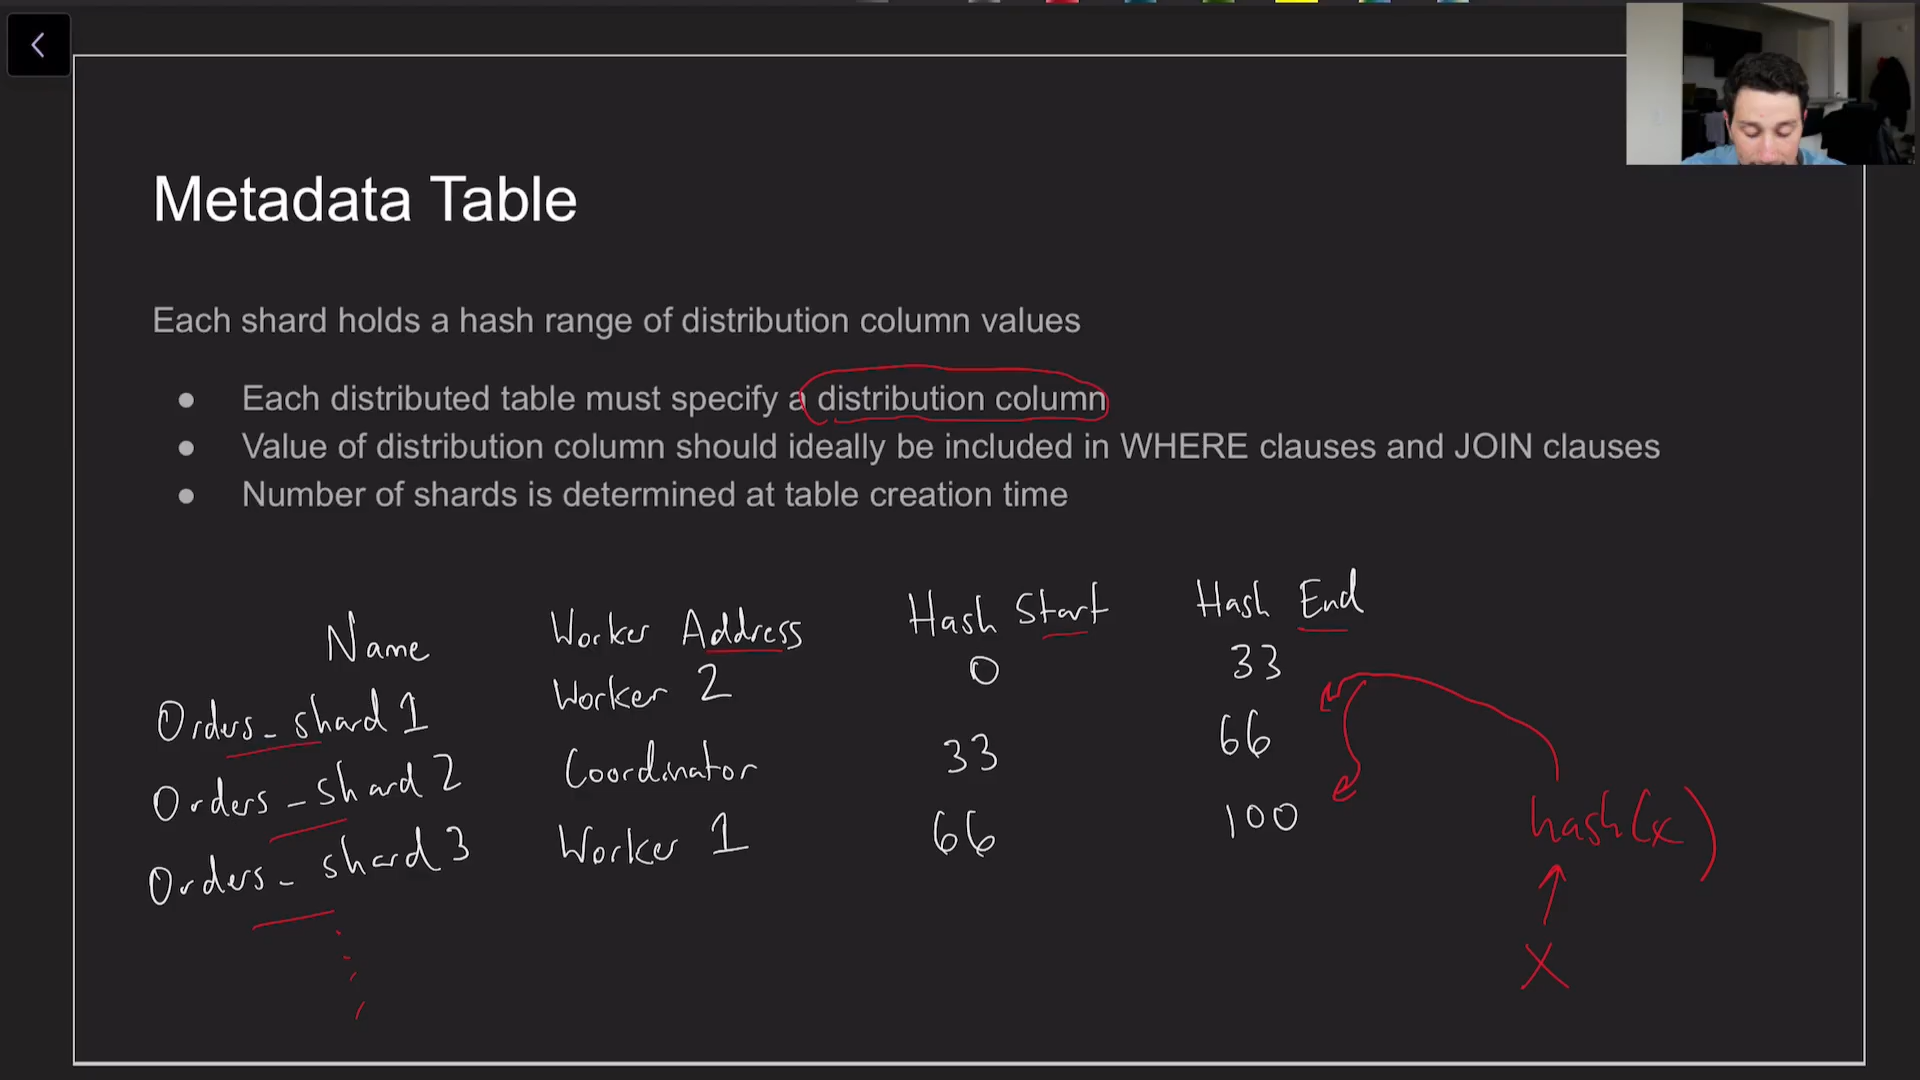 Metadata Table
Each shard holds a hash range of distribution column values
● Each distributed table must specify a distribution column
● Value of distribution column should ideally be included in WHERE clauses and JOIN clauses
● Number of shards is determined at table creation time
Name Worker Address Hash Start Hash End
Orders_shard 1 Worker 2 0 33
Orders_shard 2 Coordinator 33 66
Orders_shard 3 Worker 1 66 100
hash(x)
X